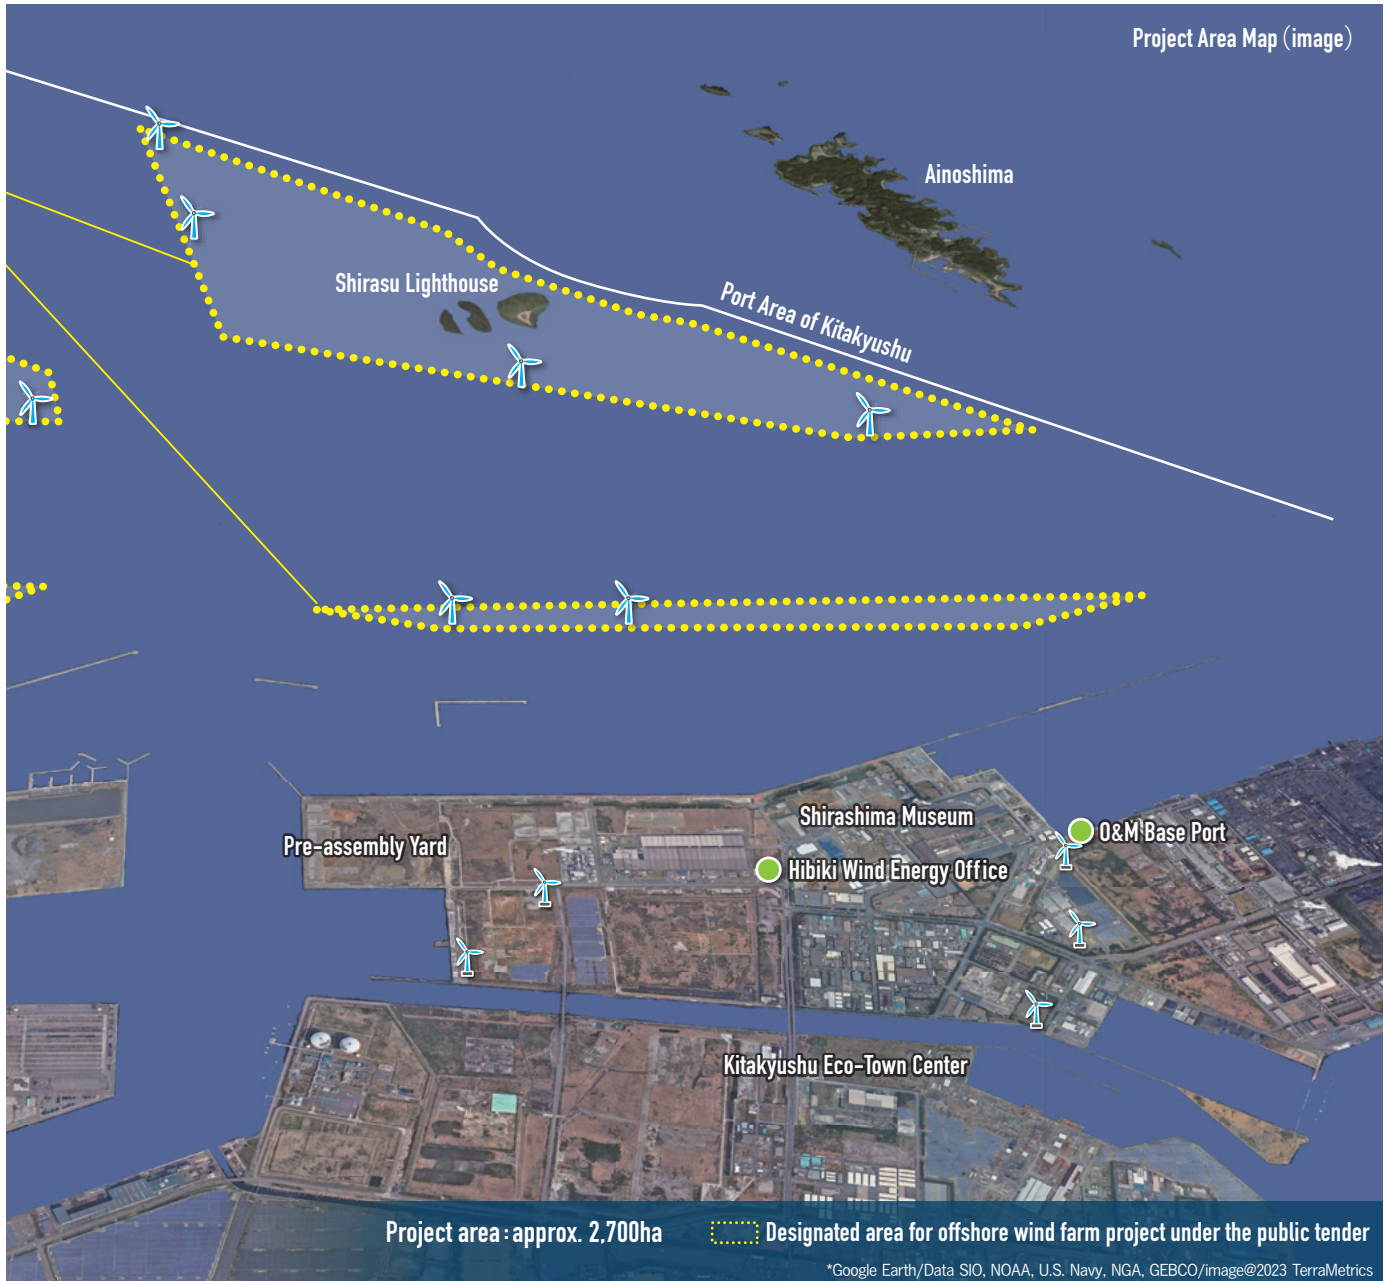 Project Area Map（image）
Ainoshima
Shirasu Lighthouse
Port Area of Kitakyushu
Shirashima Museum
O&M Base Port
Pre-assembly Yard
Hibiki Wind Energy Office
Kitakyushu Eco-Town Center
Project area：approx. 2,700ha
Designated area for offshore wind farm project under the public tender
*Google Earth/Data SIO, NOAA, U.S. Navy, NGA, GEBCO/image@2023 TerraMetrics